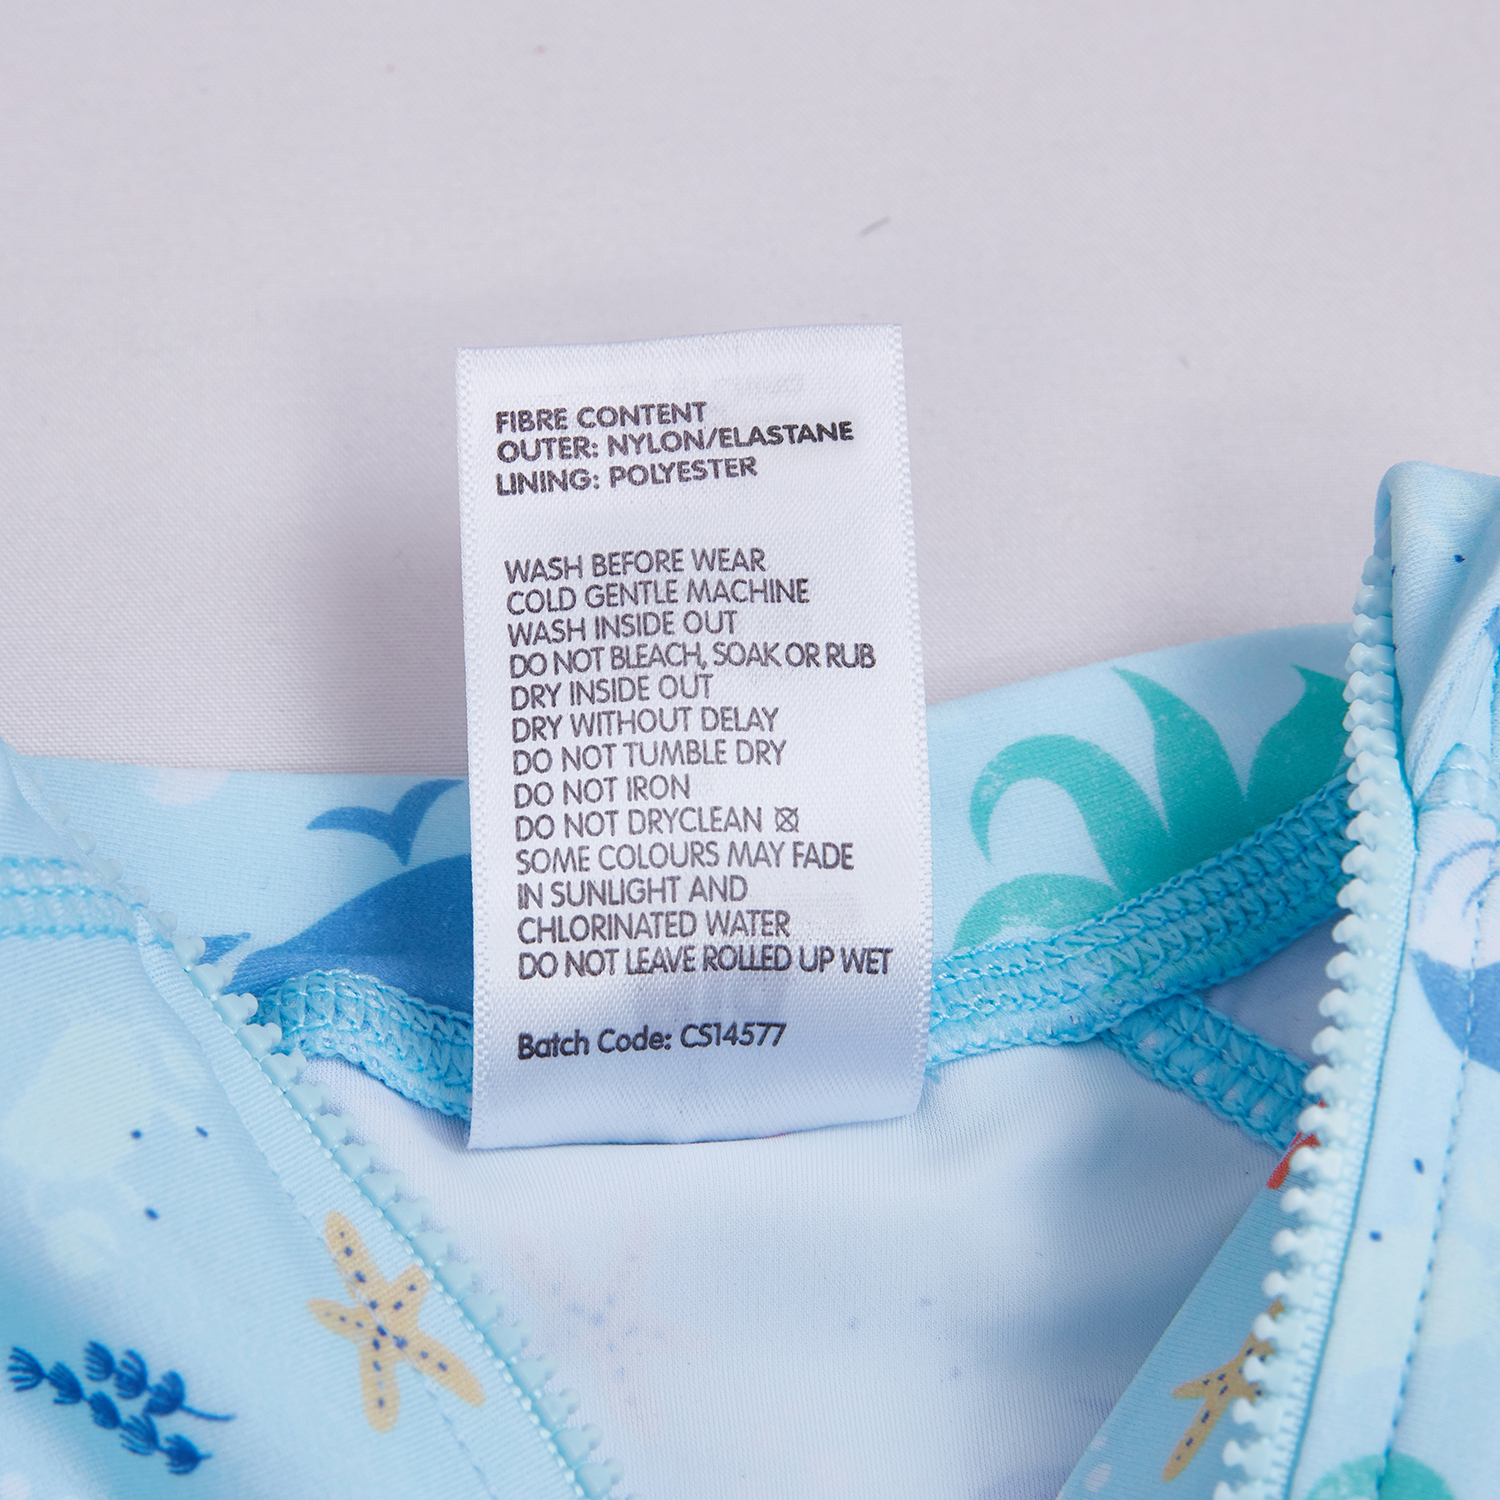 FIBRE CONTENT
OUTER: NYLON/ELASTANE
LINING: POLYESTER
WASH BEFORE WEAR
COLD GENTLE MACHINE
WASH INSIDE OUT
DO NOT BLEACH, SOAK OR RUB
DRY INSIDE OUT
DRY WITHOUT DELAY
DO NOT TUMBLE DRY
DO NOT IRON
DO NOT DRYCLEAN
SOME COLOURS MAY FADE
IN SUNLIGHT AND
CHLORINATED WATER
DO NOT LEAVE ROLLED UP WET
Batch Code: CS14577